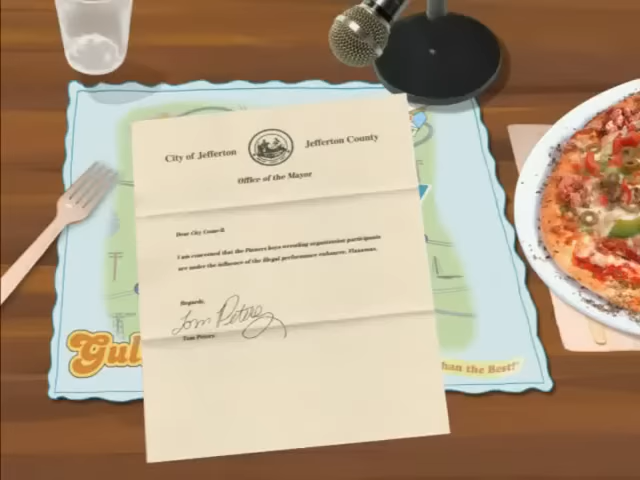 City of Jefferton
Jefferton County
Office of the Mayor
Dear City Council:
I am concerned that the Pinners boys wrestling organization participants
are under the influence of the illegal performance enhancer,
Regards,
Tom Peters
Tom Peters
Gul
than the Best!"